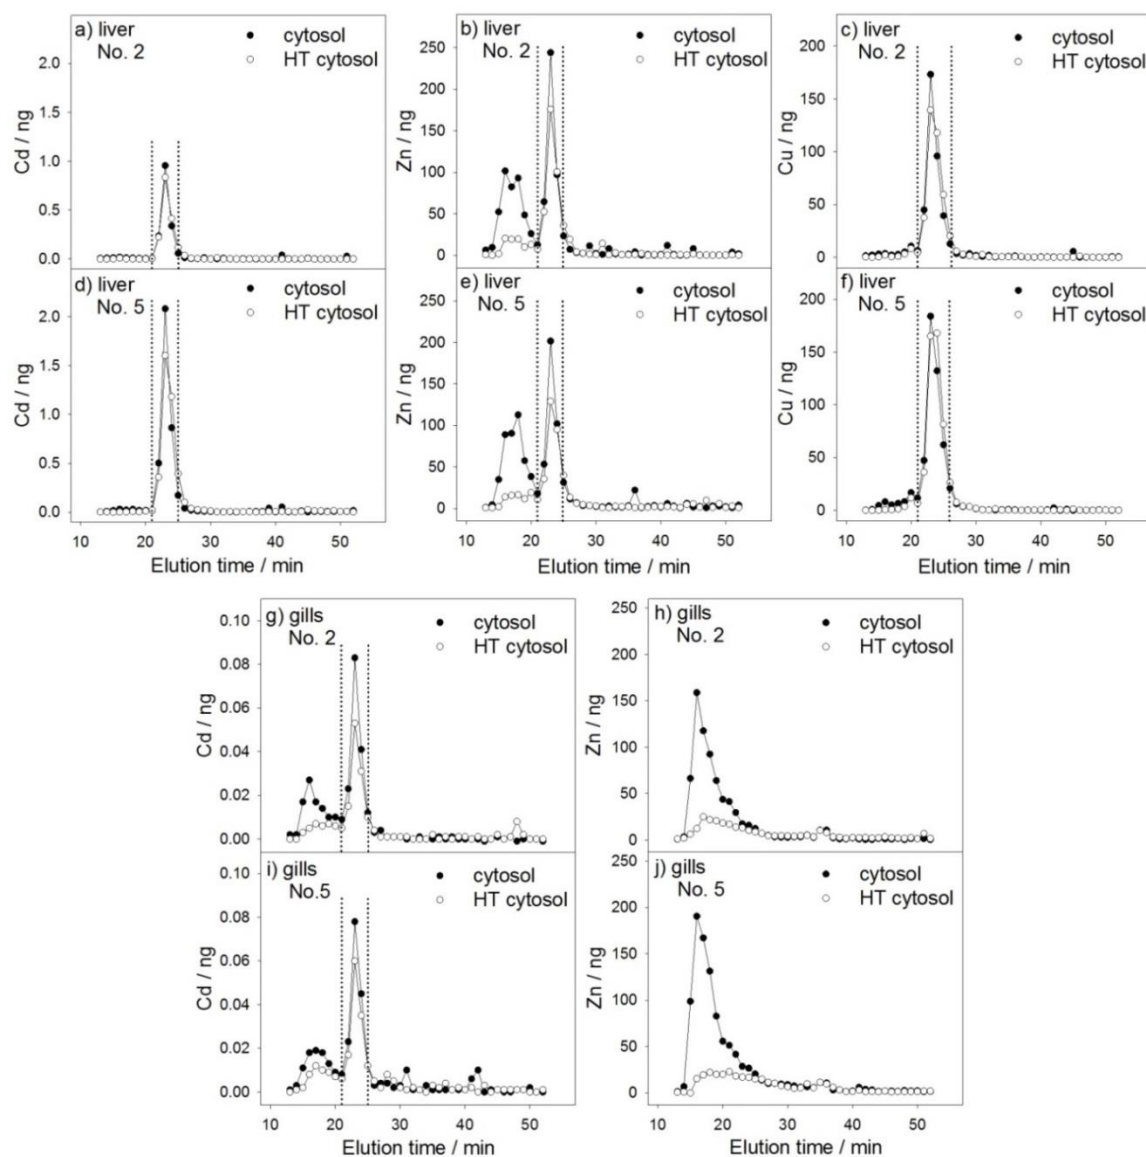 a) liver
No. 2
cytosol
HT cytosol
Cd / ng
2.0
1.5
1.0
0.5
0.0
b) liver
No. 2
cytosol
HT cytosol
Zn / ng
250
200
150
100
50
0
c) liver
No. 2
cytosol
HT cytosol
Cu / ng
200
150
100
50
0
d) liver
No. 5
cytosol
HT cytosol
Cd / ng
2.0
1.5
1.0
0.5
0.0
10 20 30 40 50
Elution time / min
e) liver
No. 5
cytosol
HT cytosol
Zn / ng
250
200
150
100
50
0
10 20 30 40 50
Elution time / min
f) liver
No. 5
cytosol
HT cytosol
Cu / ng
200
150
100
50
0
10 20 30 40 50
Elution time / min
g) gills
No. 2
cytosol
HT cytosol
Cd / ng
0.10
0.08
0.06
0.04
0.02
0.00
h) gills
No. 2
cytosol
HT cytosol
Zn / ng
250
200
150
100
50
0
i) gills
No.5
cytosol
HT cytosol
Cd / ng
0.10
0.08
0.06
0.04
0.02
0.00
10 20 30 40 50
Elution time / min
j) gills
No. 5
cytosol
HT cytosol
Zn / ng
250
200
150
100
50
0
10 20 30 40 50
Elution time / min